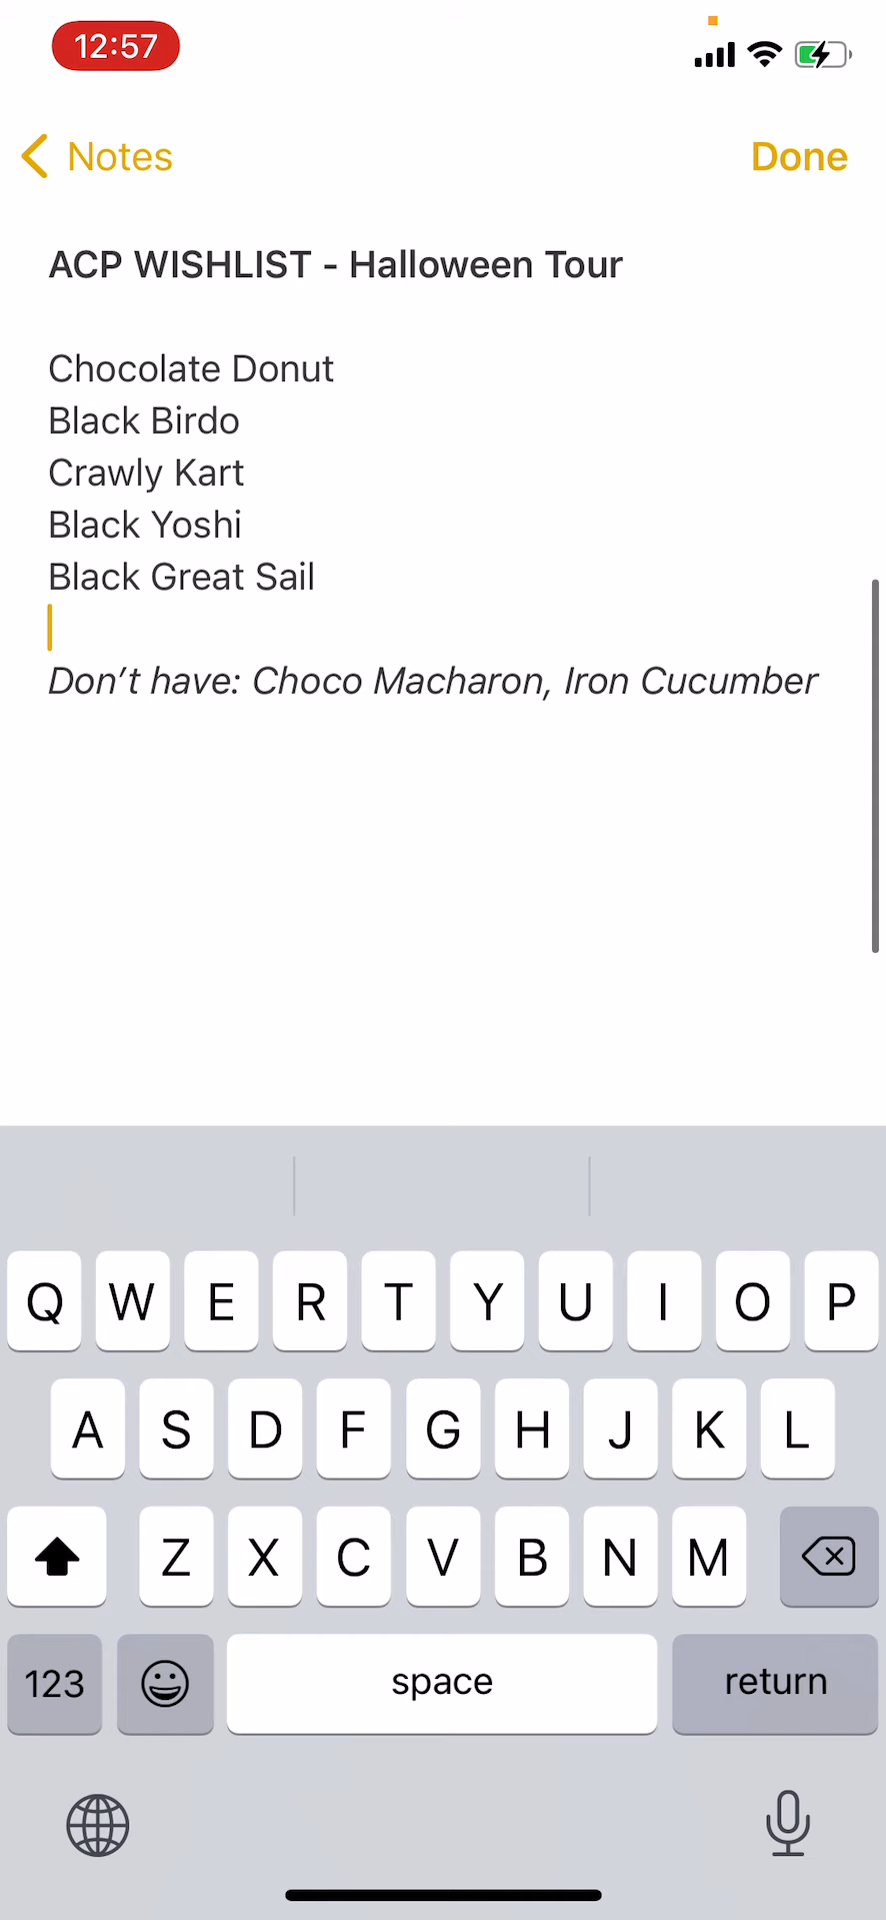 12:57
Notes
Done
ACP WISHLIST - Halloween Tour
Chocolate Donut
Black Birdo
Crawly Kart
Black Yoshi
Black Great Sail
Don't have: Choco Macharon, Iron Cucumber
Q W E R T Y U I O P
A S D F G H J K L
Z X C V B N M
123 space return